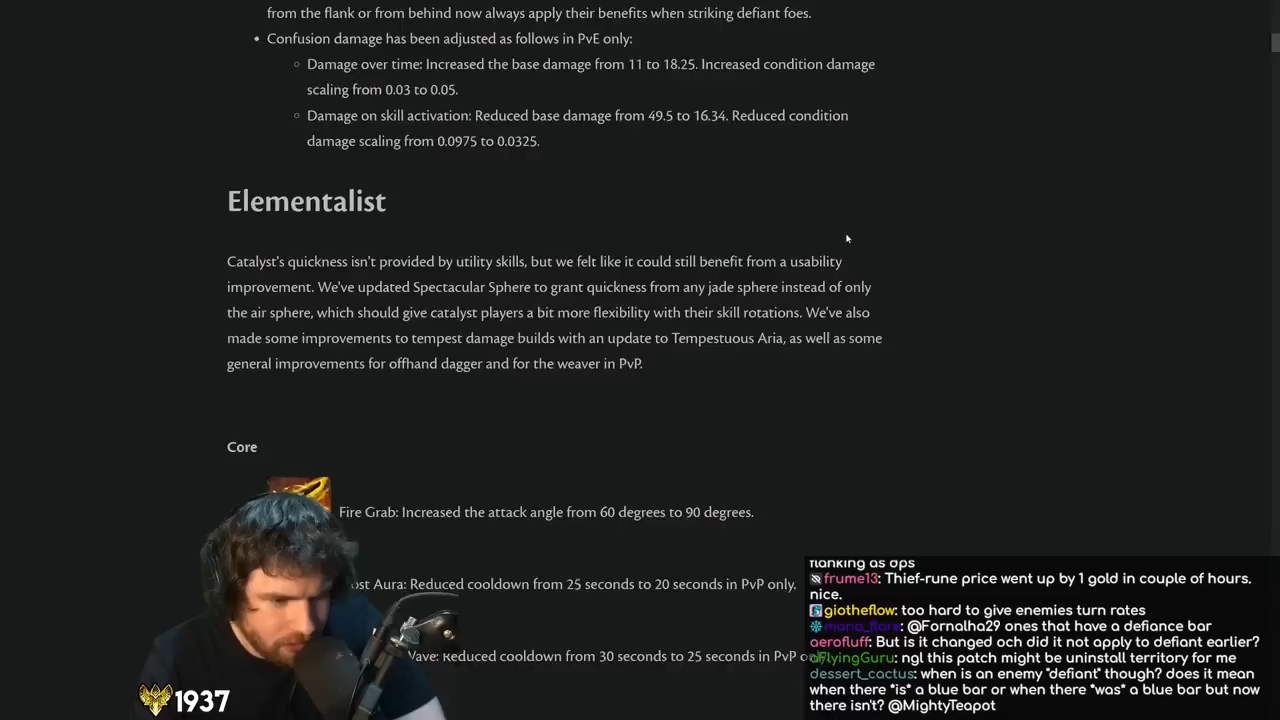 from the flank or from behind now always apply their benefits when striking defiant foes.
• Confusion damage has been adjusted as follows in PvE only:
○ Damage over time: Increased the base damage from 11 to 18.25. Increased condition damage
scaling from 0.03 to 0.05.
○ Damage on skill activation: Reduced base damage from 49.5 to 16.34. Reduced condition
damage scaling from 0.0975 to 0.0325.
Elementalist
Catalyst's quickness isn't provided by utility skills, but we felt like it could still benefit from a usability
improvement. We've updated Spectacular Sphere to grant quickness from any jade sphere instead of only
the air sphere, which should give catalyst players a bit more flexibility with their skill rotations. We've also
made some improvements to tempest damage builds with an update to Tempestuous Aria, as well as some
general improvements for offhand dagger and for the weaver in PvP.
Core
Fire Grab: Increased the attack angle from 60 degrees to 90 degrees.
ost Aura: Reduced cooldown from 25 seconds to 20 seconds in PvP only.
Wave: Reduced cooldown from 30 seconds to 25 seconds in PvP
flanking as dps
frume13: Thief-rune price went up by 1 gold in couple of hours.
nice.
giotheflow: too hard to give enemies turn rates
@Fornalha29 ones that have a defiance bar
aerofluff: But is it changed och did it not apply to defiant earlier?
FlyingGuru: ngl this patch might be uninstall territory for me
dessert_cactus: when is an enemy "defiant" though? does it mean
when there *is* a blue bar or when there *was* a blue bar but now
there isn't? @MightyTeapot
1937